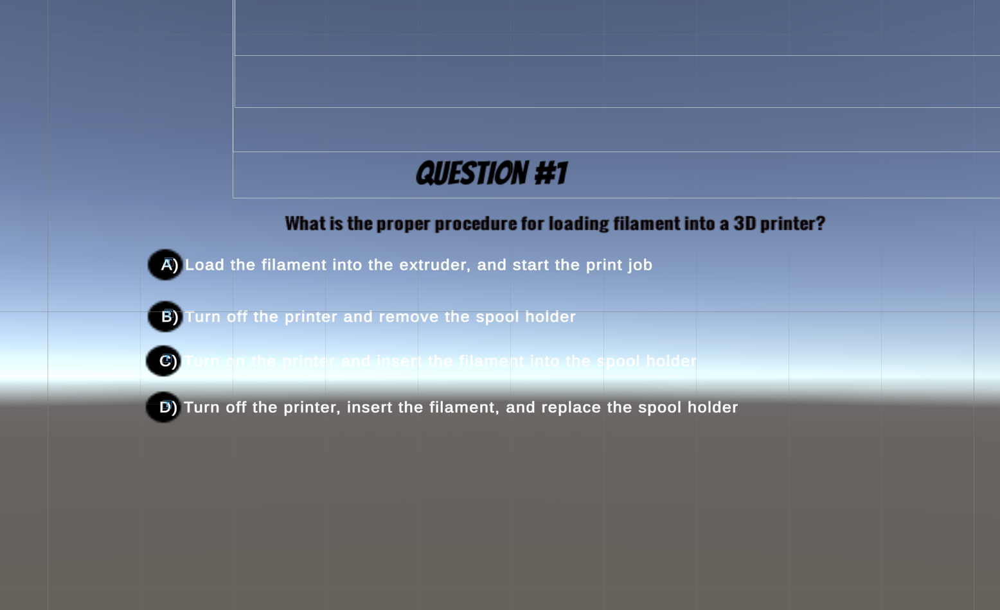 QUESTION #1
What is the proper procedure for loading filament into a 3D printer?
A) Load the filament into the extruder, and start the print job
B) Turn off the printer and remove the spool holder
C) Turn on the printer and insert the filament into the spool holder
D) Turn off the printer, insert the filament, and replace the spool holder